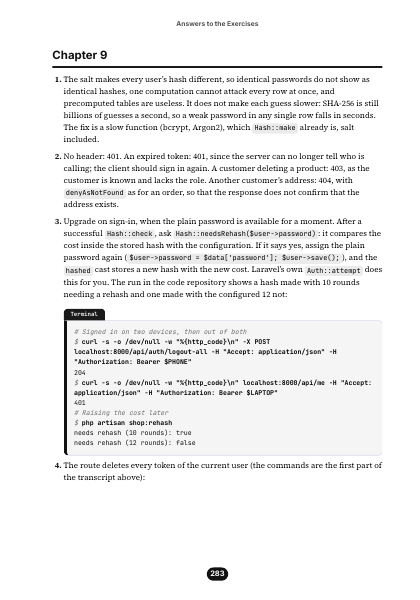 Answers to the Exercises
Chapter 9
1. The salt makes every user's hash different, so identical passwords do not show as
identical hashes, one computation cannot attack every row at once, and
precomputed tables are useless. It does not make each guess slower: SHA-256 is still
billions of guesses a second, so a weak password in any single row falls in seconds.
The fix is a slow function (bcrypt, Argon2), which Hash::make already is, salt
included.
2. No header: 401. An expired token: 401, since the server can no longer tell who is
calling; the client should sign in again. A customer deleting a product: 403, as the
customer is known and lacks the role. Another customer's address: 404, with
denyAsNotFound as for an order, so that the response does not confirm that the
address exists.
3. Upgrade on sign-in, when the plain password is available for a moment. After a
successful Hash::check, ask Hash::needsRehash($user->password): it compares the
cost inside the stored hash with the configuration. If it says yes, assign the plain
password again ($user->password = $data['password']; $user->save();), and the
hashed cast stores a new hash with the new cost. Laravel's own Auth::attempt does
this for you. The run in the code repository shows a hash made with 10 rounds
needing a rehash and one made with the configured 12 not:
Terminal
# Signed in on two devices, then out of both
$ curl -s -o /dev/null -w "%{http_code}\n" -X POST
localhost:8000/api/auth/logout-all -H "Accept: application/json" -H
"Authorization: Bearer $PHONE"
204
$ curl -s -o /dev/null -w "%{http_code}\n" localhost:8000/api/me -H "Accept:
application/json" -H "Authorization: Bearer $LAPTOP"
401
# Raising the cost later
$ php artisan shop:rehash
needs rehash (10 rounds): true
needs rehash (12 rounds): false
4. The route deletes every token of the current user (the commands are the first part of
the transcript above):
283